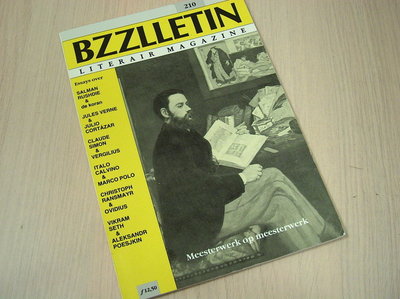 210
BZZLLETIN
LITERAIR MAGAZINE
Essays over
SALMAN
RUSHDIE
&
de koran
JULES VERNE
&
JULIO
CORTÁZAR
CLAUDE
SIMON
&
VERGILIUS
ITALO
CALVINO
&
MARCO POLO
CHRISTOPH
RANSMAYR
&
OVIDIUS
VIKRAM
SETH
&
ALEKSANDR
POESJKIN
Meesterwerk op meesterwerk
ƒ12,50